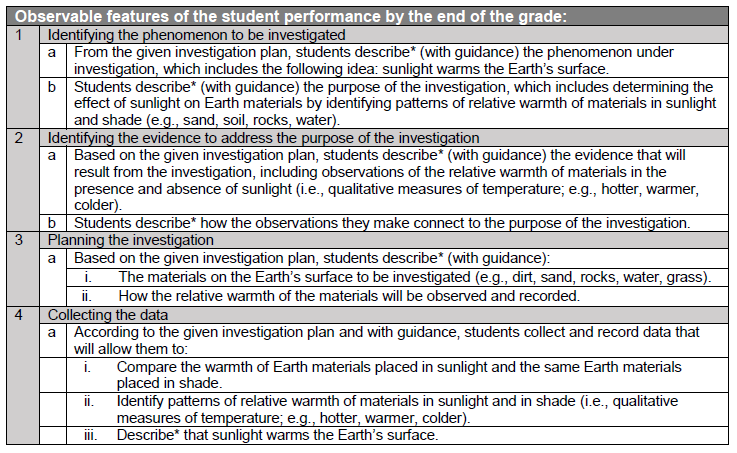 Observable features of the student performance by the end of the grade:
1 Identifying the phenomenon to be investigated
a From the given investigation plan, students describe* (with guidance) the phenomenon under
investigation, which includes the following idea: sunlight warms the Earth's surface.
b Students describe* (with guidance) the purpose of the investigation, which includes determining the
effect of sunlight on Earth materials by identifying patterns of relative warmth of materials in sunlight
and shade (e.g., sand, soil, rocks, water).
2 Identifying the evidence to address the purpose of the investigation
a Based on the given investigation plan, students describe* (with guidance) the evidence that will
result from the investigation, including observations of the relative warmth of materials in the
presence and absence of sunlight (i.e., qualitative measures of temperature; e.g., hotter, warmer,
colder).
b Students describe* how the observations they make connect to the purpose of the investigation.
3 Planning the investigation
a Based on the given investigation plan, students describe* (with guidance):
i. The materials on the Earth's surface to be investigated (e.g., dirt, sand, rocks, water, grass).
ii. How the relative warmth of the materials will be observed and recorded.
4 Collecting the data
a According to the given investigation plan and with guidance, students collect and record data that
will allow them to:
i. Compare the warmth of Earth materials placed in sunlight and the same Earth materials
placed in shade.
ii. Identify patterns of relative warmth of materials in sunlight and in shade (i.e., qualitative
measures of temperature; e.g., hotter, warmer, colder).
iii. Describe* that sunlight warms the Earth's surface.